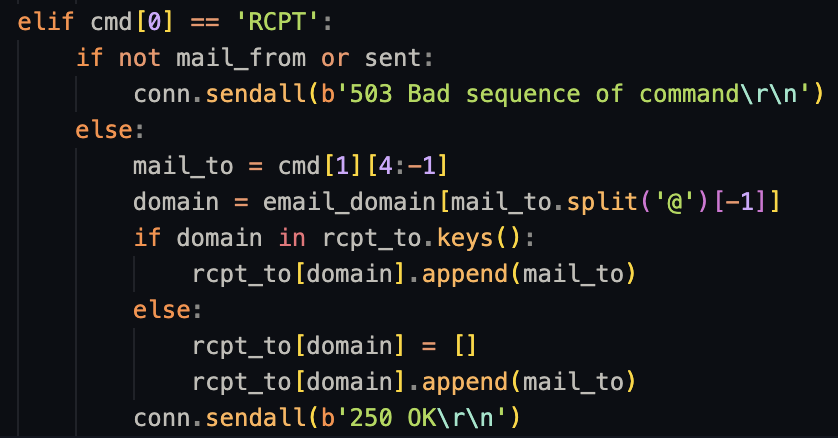 elif cmd[0] == 'RCPT':
    if not mail_from or sent:
        conn.sendall(b'503 Bad sequence of command\r\n')
    else:
        mail_to = cmd[1][4:-1]
        domain = email_domain[mail_to.split('@')[-1]]
        if domain in rcpt_to.keys():
            rcpt_to[domain].append(mail_to)
        else:
            rcpt_to[domain] = []
            rcpt_to[domain].append(mail_to)
        conn.sendall(b'250 OK\r\n')